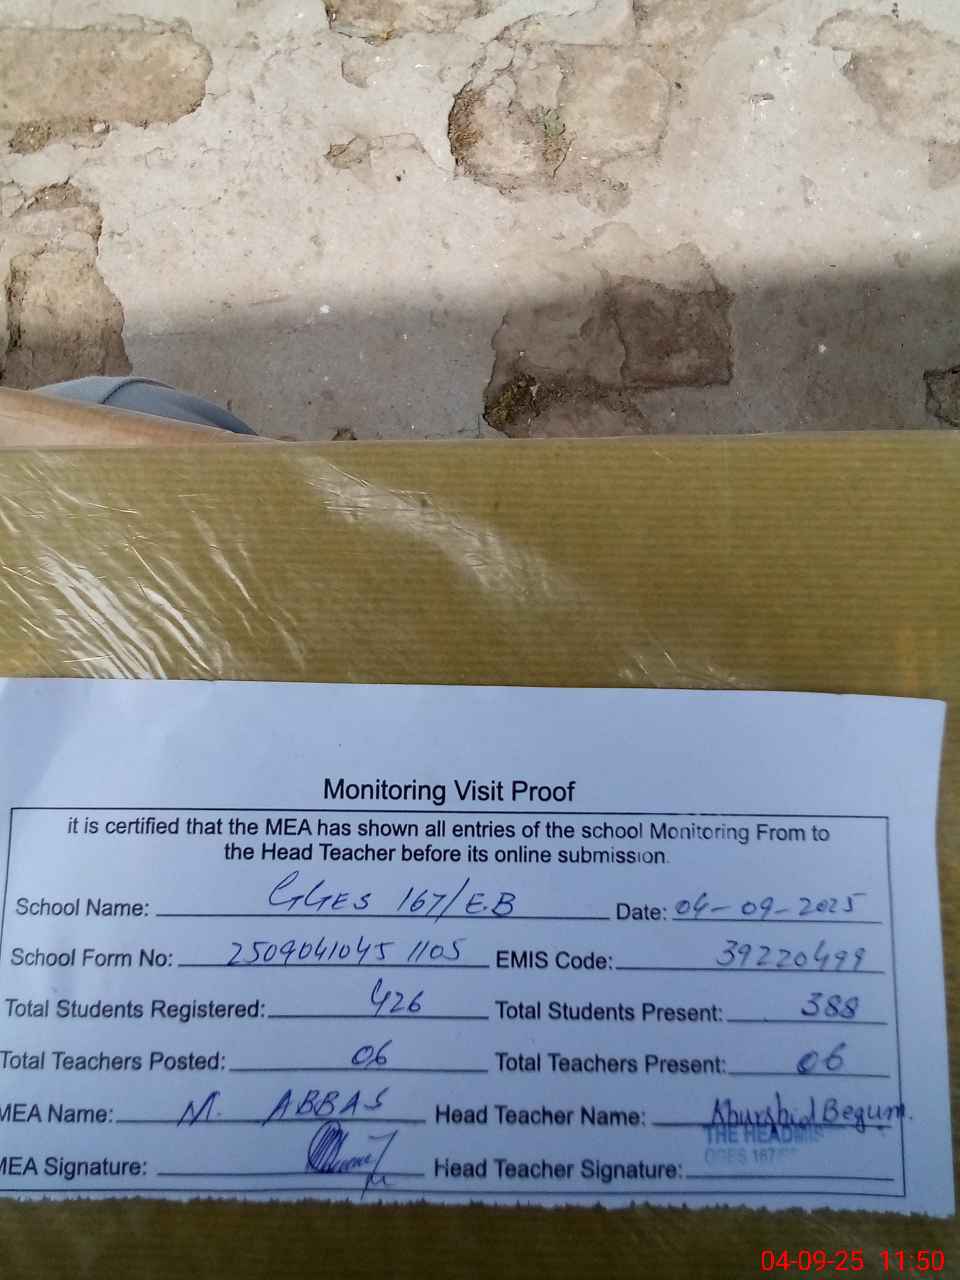 Monitoring Visit Proof
it is certified that the MEA has shown all entries of the school Monitoring From to
the Head Teacher before its online submission.
School Name: GGES 167/E.B Date: 04-09-2025
School Form No: 2509041045 1105 EMIS Code: 39220499
Total Students Registered: 426 Total Students Present: 388
Total Teachers Posted: 06 Total Teachers Present: 06
MEA Name: M. ABBAS Head Teacher Name: Khurshid Begum.
THE HEADMIS
MEA Signature: Head Teacher Signature:
GGES 167/
04-09-25 11:50